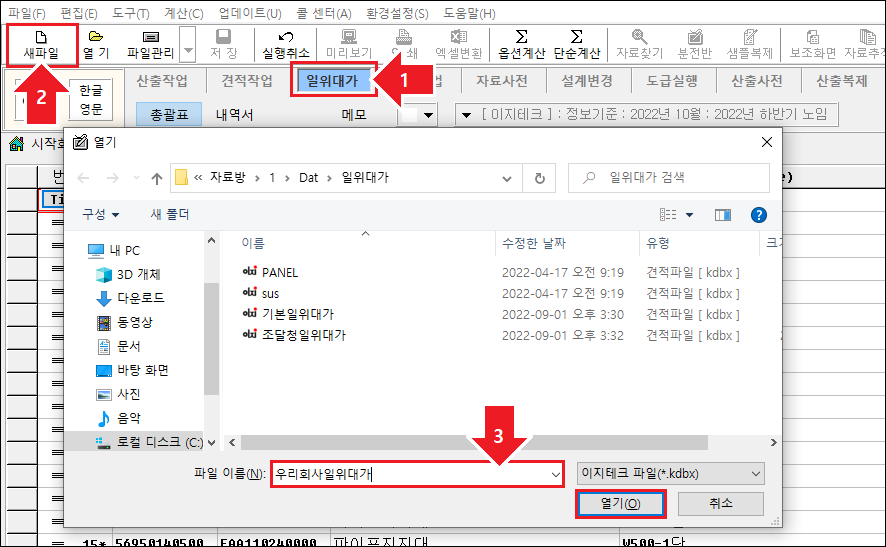 파일(F) 편집(E) 도구(T) 계산(C) 업데이트(U) 콜 센터(A) 환경설정(S) 도움말(H)
새파일 열 기 파일관리 저 장 실행취소 미리보기 쇄 엑셀변환 옵션계산 단순계산 자료찾기 분전반 샘플복제 보조화면 자료추
1
2
산출작업 견적작업 일위대가 업 자료사전 설계변경 도급실행 산출사전 산출복제
한글
영문
총괄표 내역서 메모 [ 이지테크 ] : 정보기준 : 2022년 10월 : 2022년 하반기 노임
시작
열기
« 자료방 › 1 › Dat › 일위대가
일위대가 검색
구성 새 폴더
이름 수정한 날짜 유형 크
내 PC
3D 개체
다운로드
동영상
문서
바탕 화면
사진
음악
로컬 디스크 (C:)
PANEL 2022-04-17 오전 9:19 견적파일 [ kdbx ]
sus 2022-04-17 오전 9:19 견적파일 [ kdbx ]
기본일위대가 2022-09-01 오후 3:30 견적파일 [ kdbx ]
조달청일위대가 2022-09-01 오후 3:32 견적파일 [ kdbx ]
3
파일 이름(N): 우리회사일위대가 이지테크 파일(*.kdbx)
열기(O) 취소
15* 56950140500 EAA110240000 파이프지지대 W500-1단